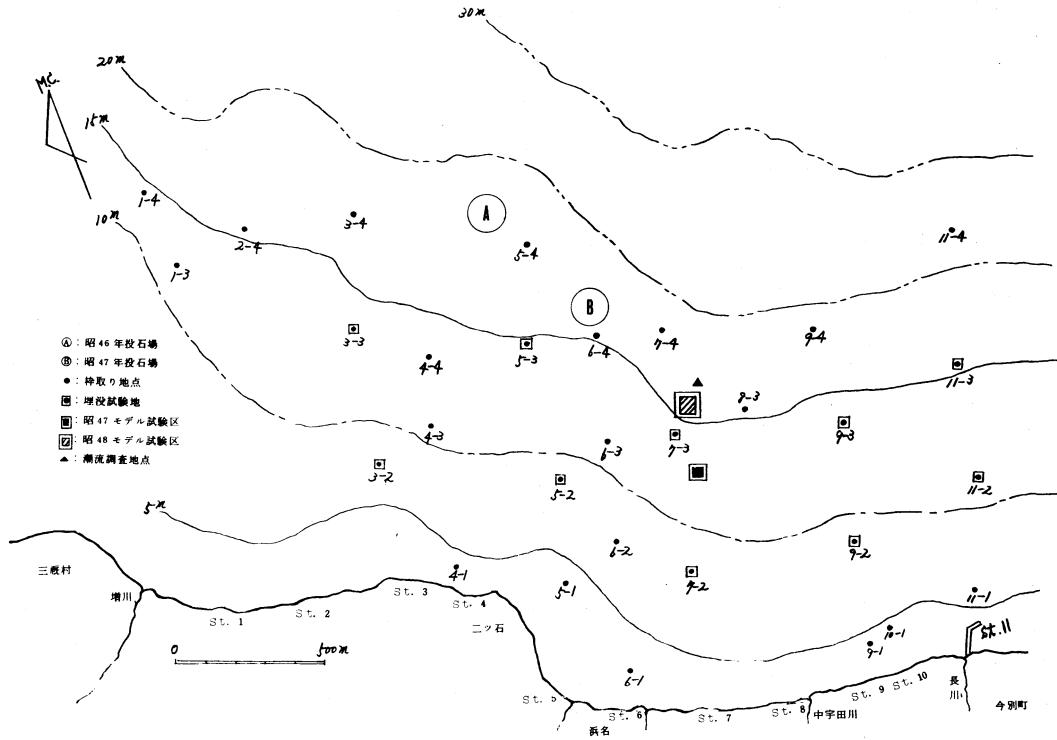 30m
20m
M.C.
15m
10m
5m
1-4
2-4
3-4
A
5-4
11-4
1-3
B
3-3
4-4
5-3
6-4
7-4
9-4
8-3
11-3
4-3
6-3
7-3
9-3
3-2
5-2
11-2
6-2
7-2
9-2
4-1
5-1
11-1
10-1
9-1
6-1
Ⓐ：昭46年投石場
Ⓑ：昭47年投石場
●：枠取り地点
：埋没試験地
：昭47モデル試験区
：昭48モデル試験区
▲：潮流調査地点
三厩村
増川
St. 1
St. 2
St. 3
St. 4
二ッ石
0 500m
St. 5
St. 6
浜名
St. 7
St. 8
中宇田川
St. 9
St. 10
長川
St.11
今別町